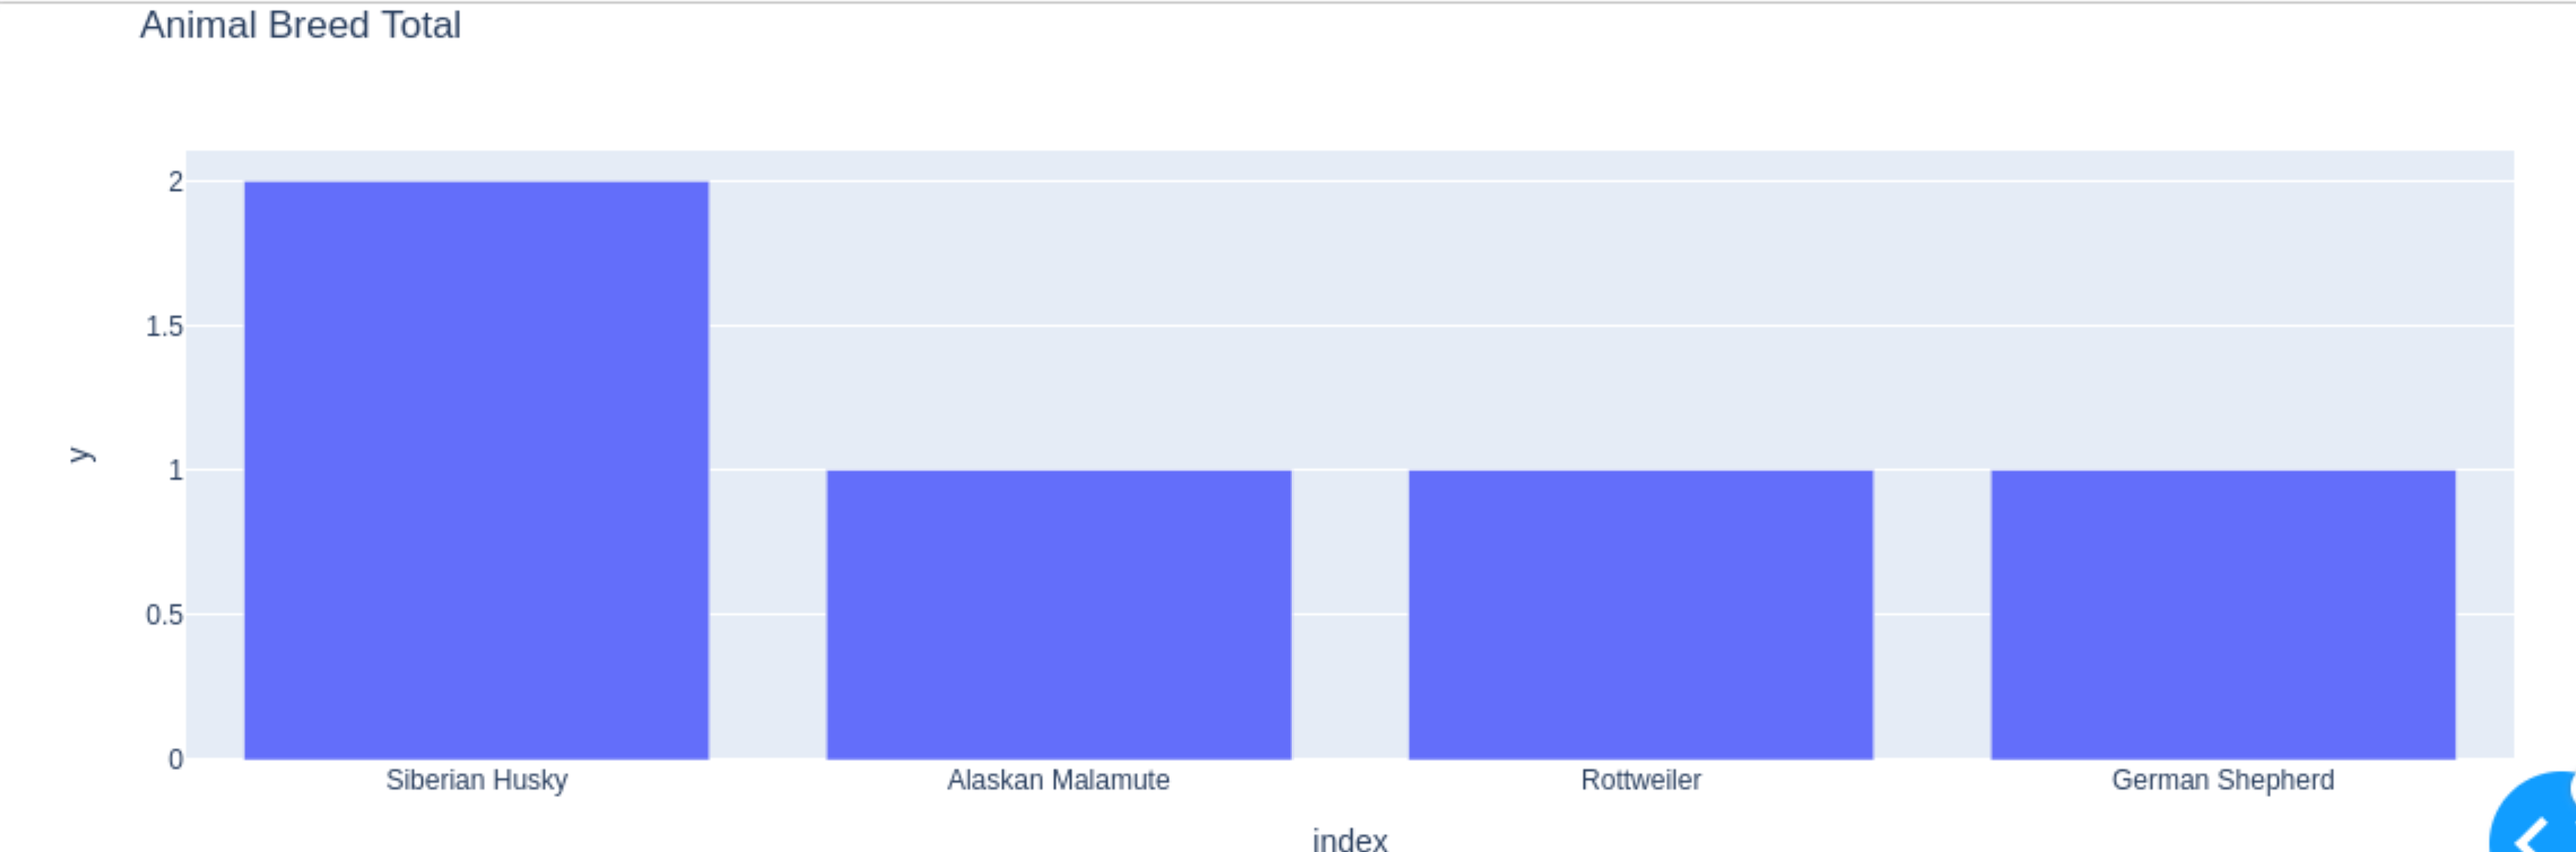 Animal Breed Total
2
1.5
1
0.5
0
y
Siberian Husky Alaskan Malamute Rottweiler German Shepherd
index